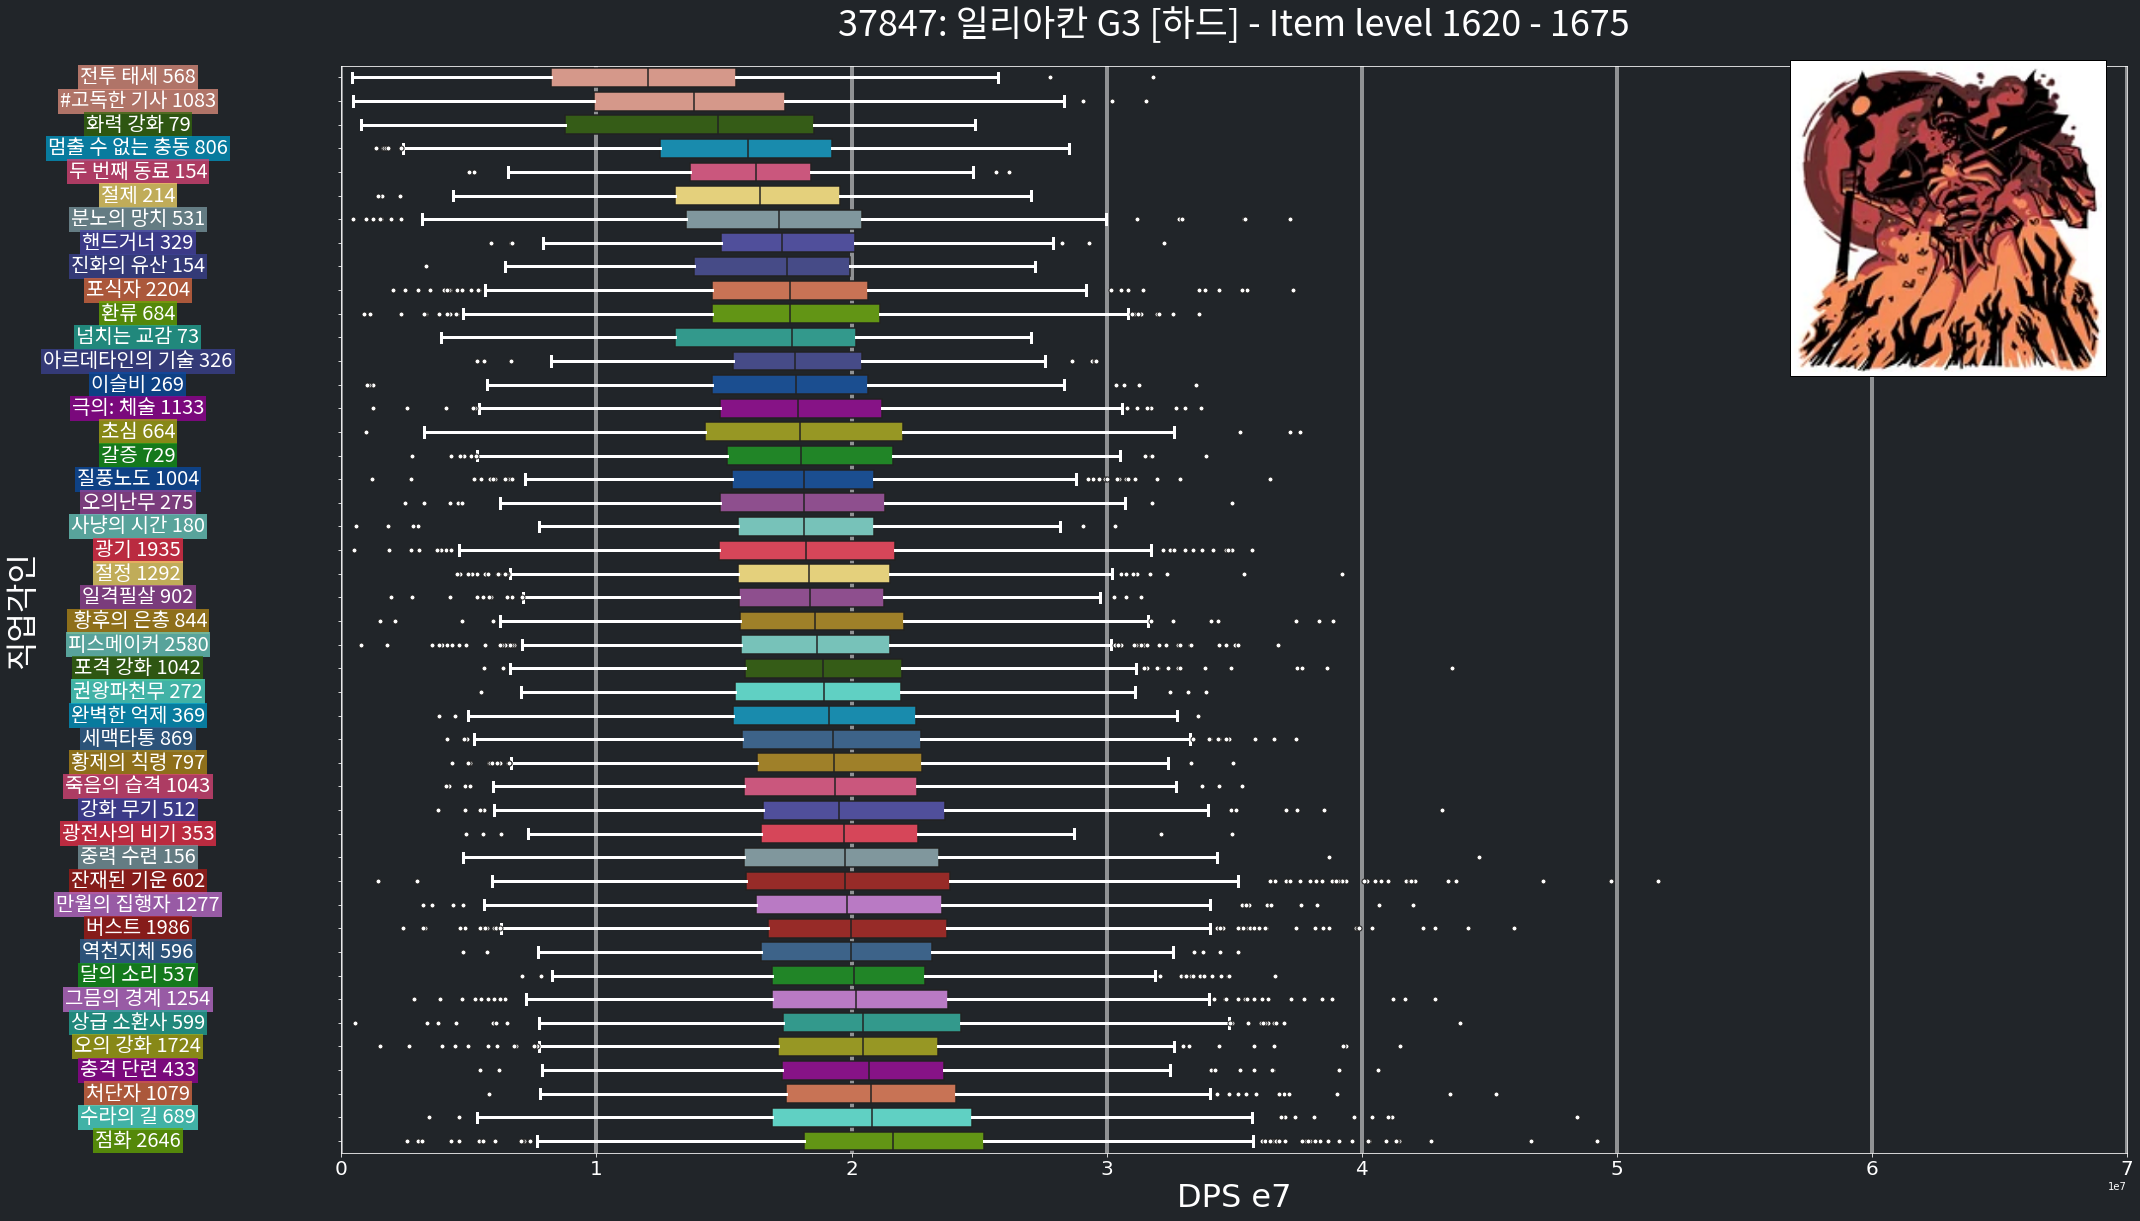 37847: 일리아칸 G3 [하드] - Item level 1620 - 1675
직업각인
전투 태세 568
#고독한 기사 1083
화력 강화 79
멈출 수 없는 충동 806
두 번째 동료 154
절제 214
분노의 망치 531
핸드거너 329
진화의 유산 154
포식자 2204
환류 684
넘치는 교감 73
아르데타인의 기술 326
이슬비 269
극의: 체술 1133
초심 664
갈증 729
질풍노도 1004
오의난무 275
사냥의 시간 180
광기 1935
절정 1292
일격필살 902
황후의 은총 844
피스메이커 2580
포격 강화 1042
권왕파천무 272
완벽한 억제 369
세맥타통 869
황제의 칙령 797
죽음의 습격 1043
강화 무기 512
광전사의 비기 353
중력 수련 156
잔재된 기운 602
만월의 집행자 1277
버스트 1986
역천지체 596
달의 소리 537
그믐의 경계 1254
상급 소환사 599
오의 강화 1724
충격 단련 433
처단자 1079
수라의 길 689
점화 2646
0 1 2 3 4 5 6 7
DPS e7
1e7